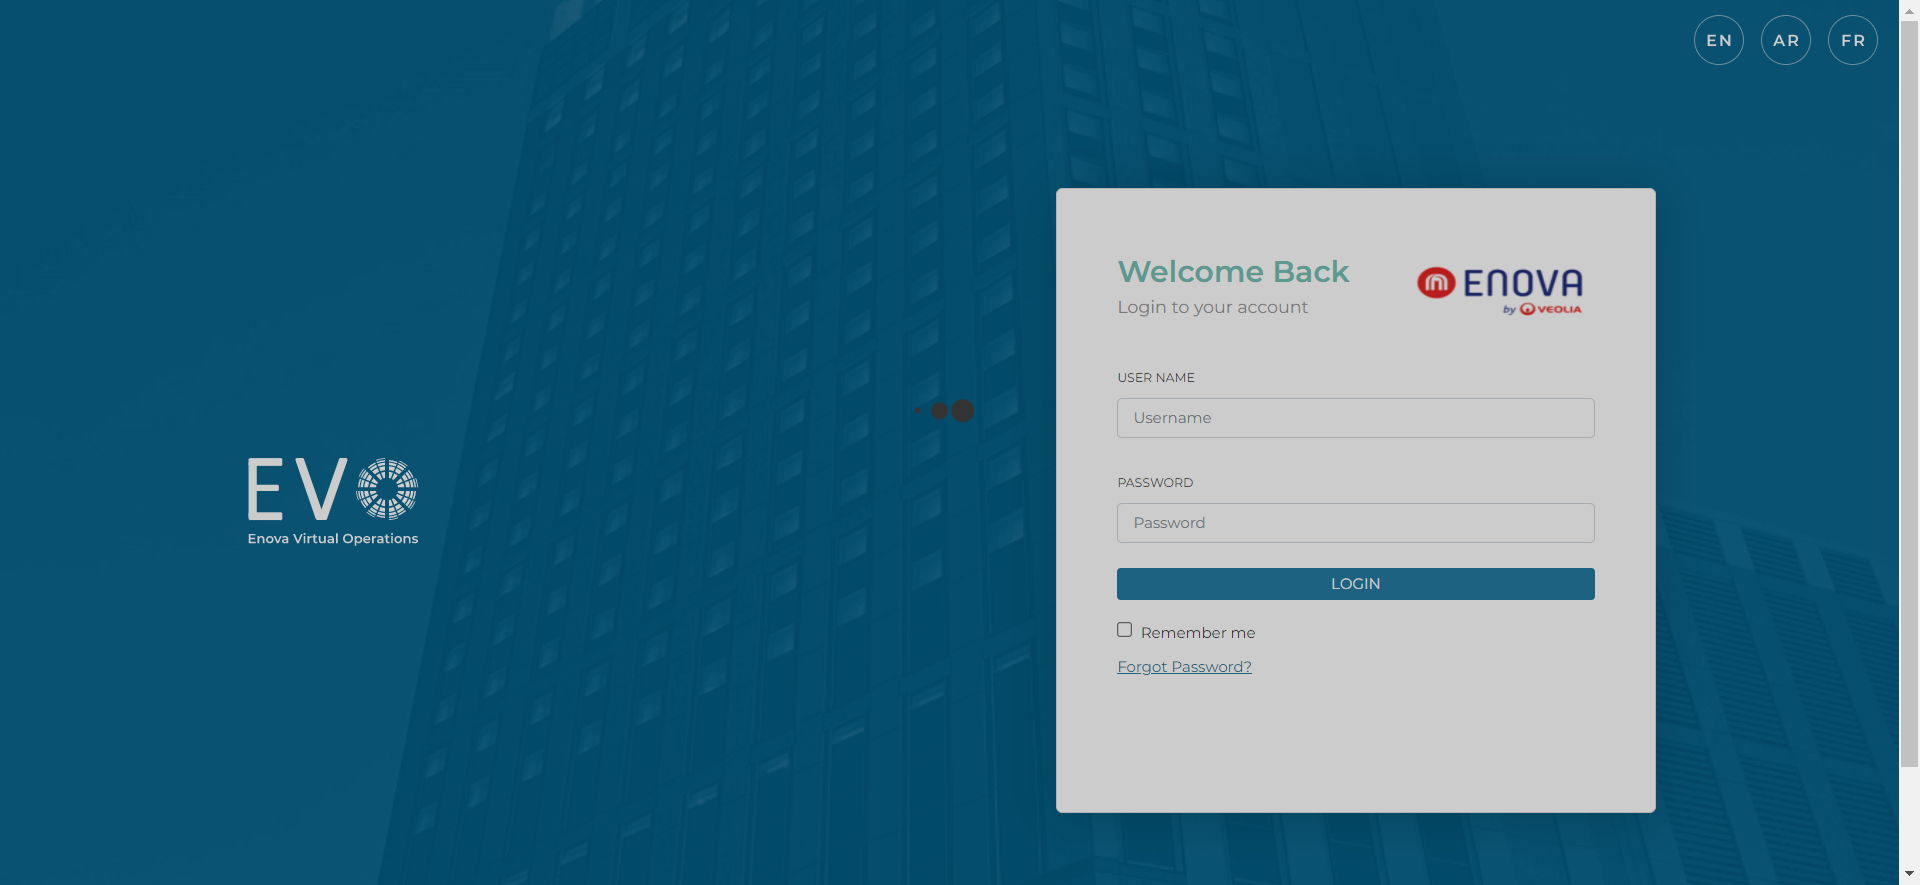 EN AR FR
EVO
Enova Virtual Operations
Welcome Back
Login to your account
ENOVA
by VEOLIA
USER NAME
Username
PASSWORD
Password
LOGIN
Remember me
Forgot Password?